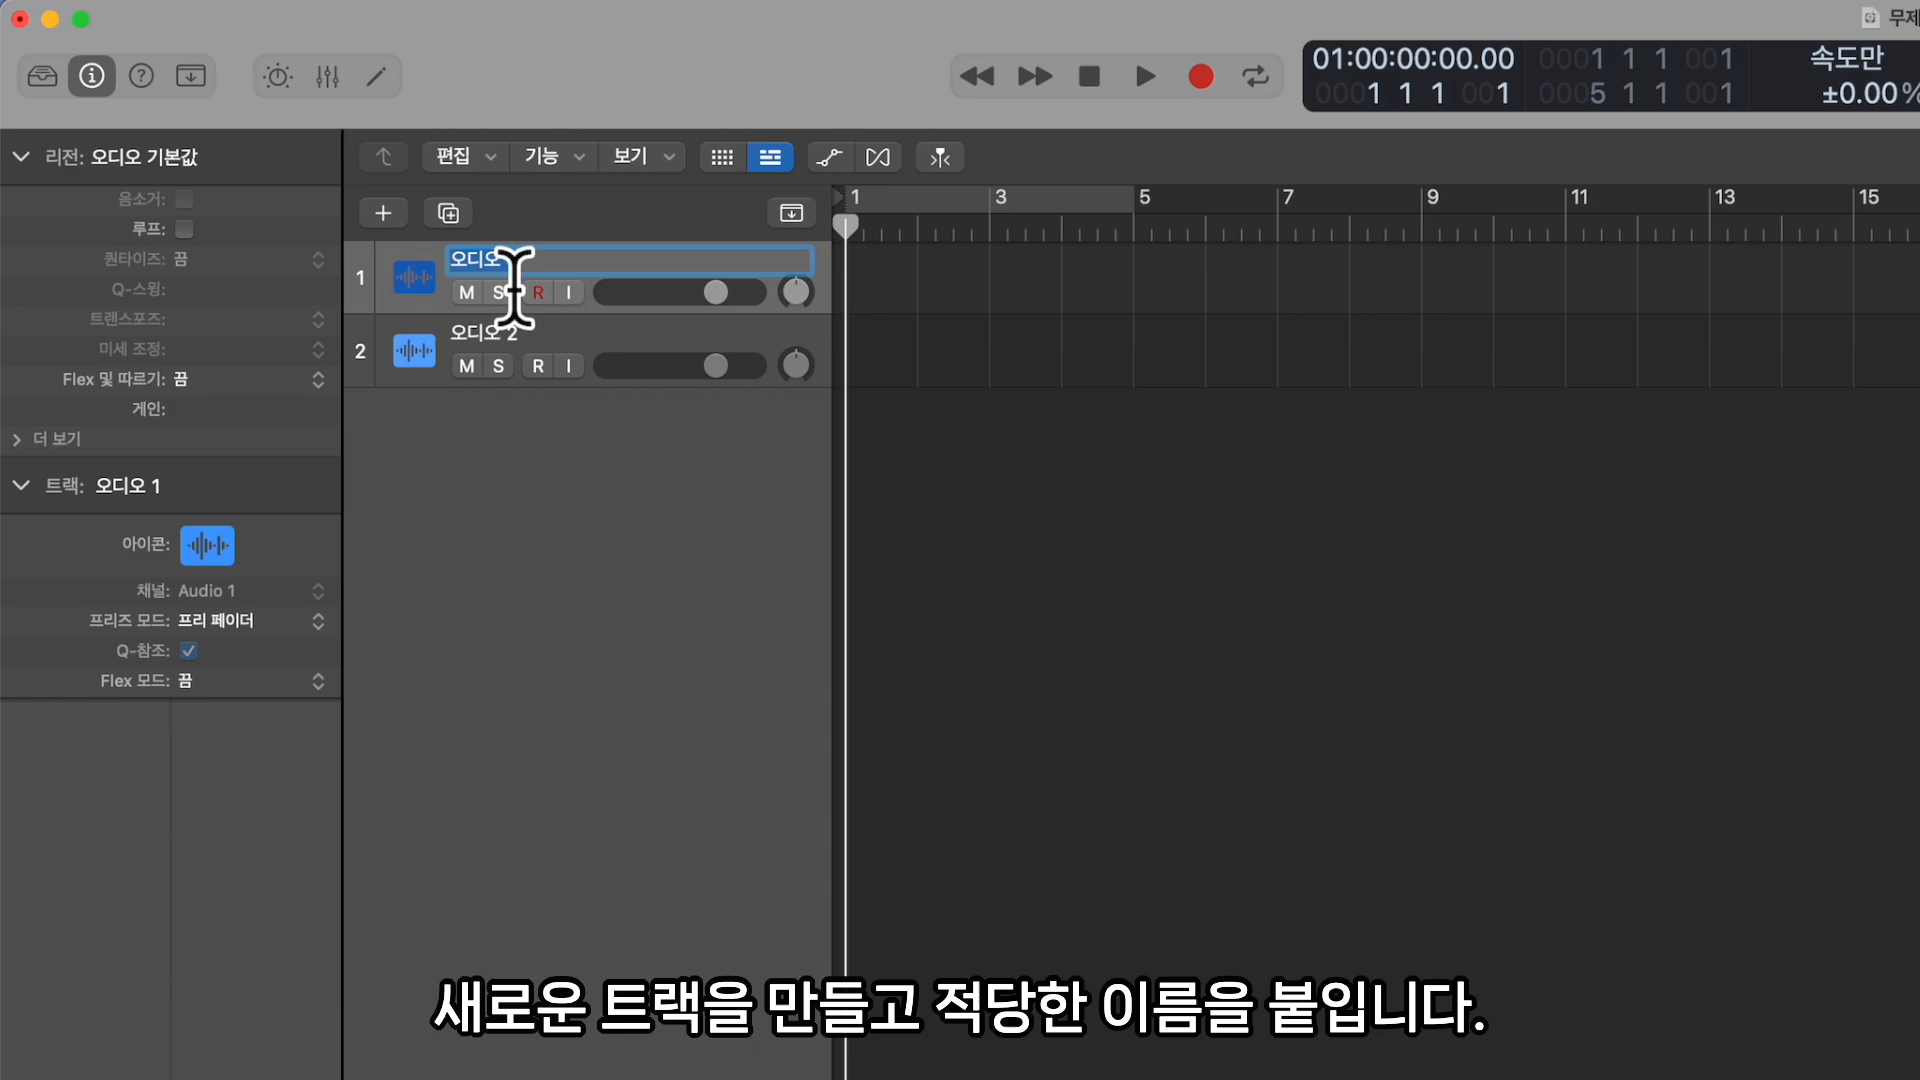 무제
01:00:00:00.00
0001 1 1 001
속도만
0001 1 1 001
0005 1 1 001
±0.00%
리전: 오디오 기본값
편집
기능
보기
음소거:
루프:
퀀타이즈: 끔
Q-스윙:
트랜스포즈:
미세 조정:
Flex 및 따르기: 끔
게인:
더 보기
트랙: 오디오 1
아이콘:
채널: Audio 1
프리즈 모드: 프리 페이더
Q-참조:
Flex 모드: 끔
1 3 5 7 9 11 13 15
1
오디오
M S R I
2
오디오 2
M S R I
새로운 트랙을 만들고 적당한 이름을 붙입니다.